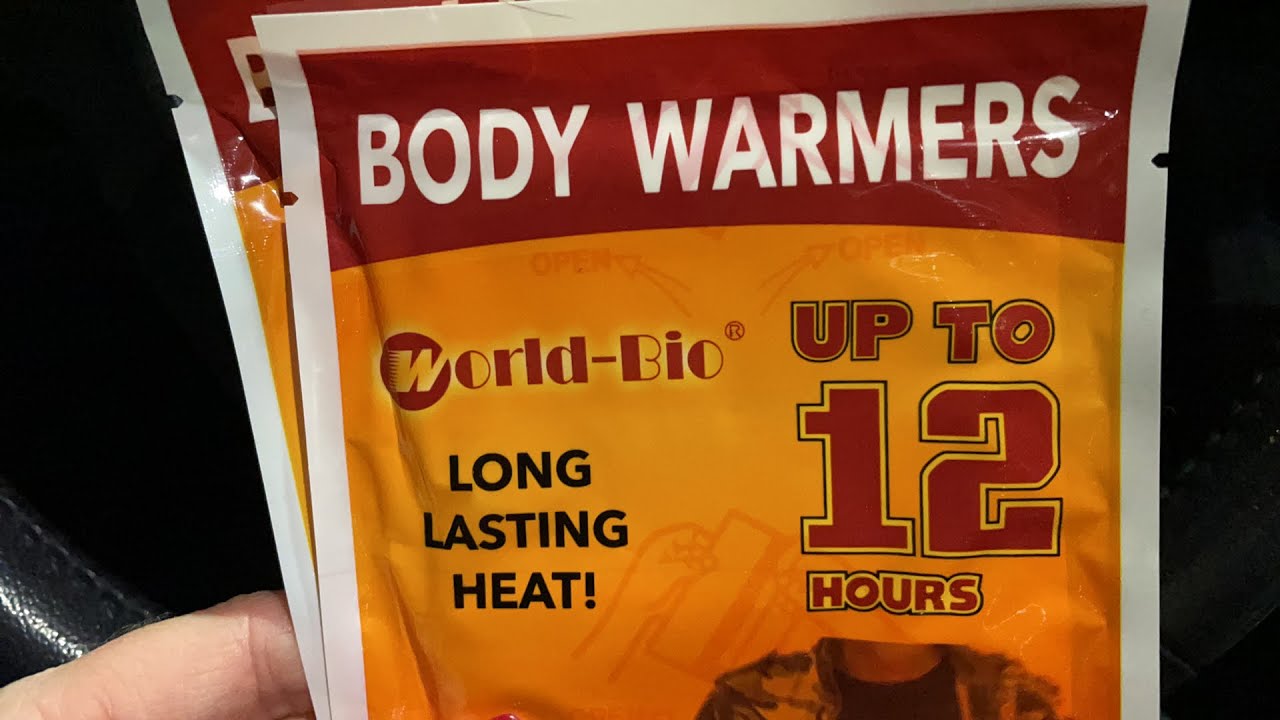 BODY WARMERS
OPEN OPEN
World-Bio®
UP TO
12
HOURS
LONG
LASTING
HEAT!